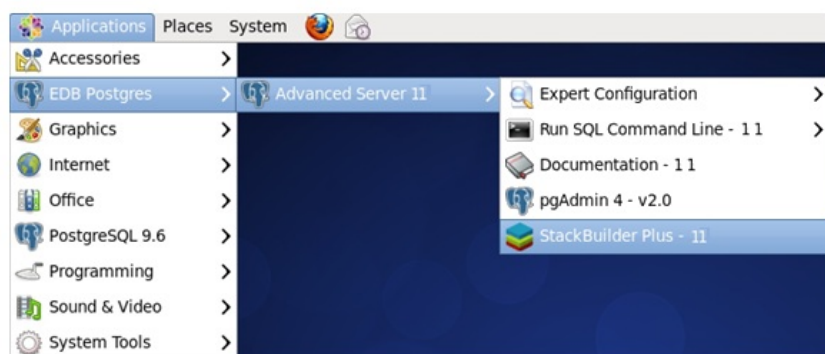 Applications Places System
Accessories
EDB Postgres
Graphics
Internet
Office
PostgreSQL 9.6
Programming
Sound & Video
System Tools
Advanced Server 11
Expert Configuration
Run SQL Command Line - 11
Documentation - 11
pgAdmin 4 - v2.0
StackBuilder Plus - 11